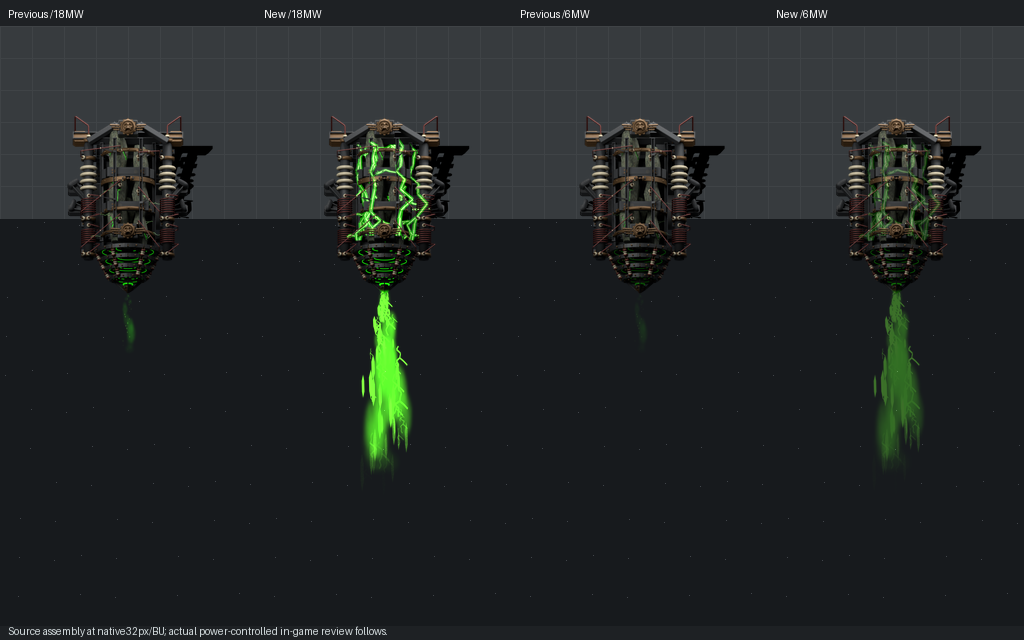 Previous /18MW
New /18MW
Previous /6MW
New /6MW
Source assembly at native32px/BU; actual power-controlled in-game review follows.